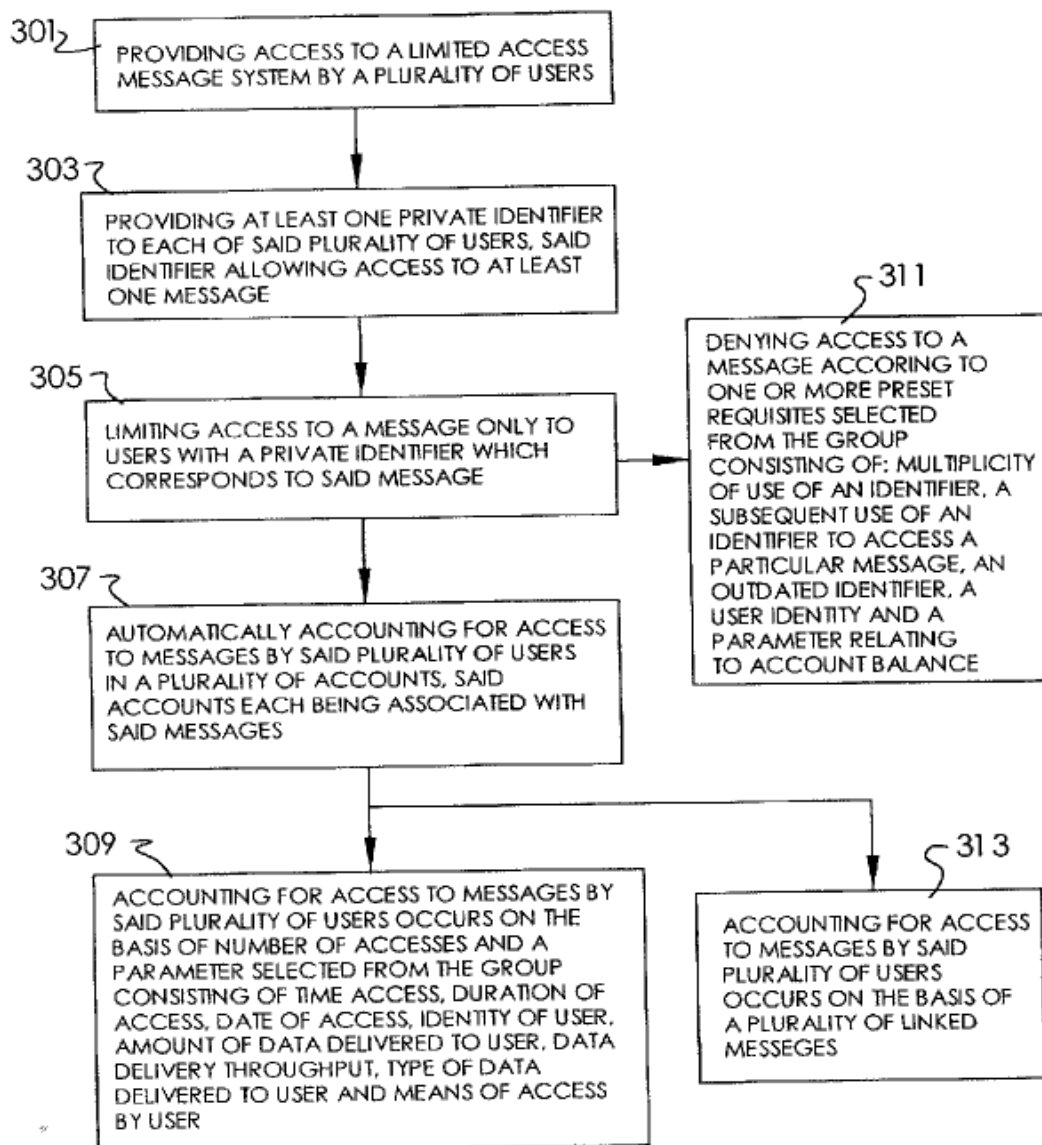 301
PROVIDING ACCESS TO A LIMITED ACCESS
MESSAGE SYSTEM BY A PLURALITY OF USERS
303
PROVIDING AT LEAST ONE PRIVATE IDENTIFIER
TO EACH OF SAID PLURALITY OF USERS, SAID
IDENTIFIER ALLOWING ACCESS TO AT LEAST
ONE MESSAGE
305
LIMITING ACCESS TO A MESSAGE ONLY TO
USERS WITH A PRIVATE IDENTIFIER WHICH
CORRESPONDS TO SAID MESSAGE
311
DENYING ACCESS TO A
MESSAGE ACCORING TO
ONE OR MORE PRESET
REQUISITES SELECTED
FROM THE GROUP
CONSISTING OF: MULTIPLICITY
OF USE OF AN IDENTIFIER, A
SUBSEQUENT USE OF AN
IDENTIFIER TO ACCESS A
PARTICULAR MESSAGE, AN
OUTDATED IDENTIFIER, A
USER IDENTITY AND A
PARAMETER RELATING
TO ACCOUNT BALANCE
307
AUTOMATICALLY ACCOUNTING FOR ACCESS
TO MESSAGES BY SAID PLURALITY OF USERS
IN A PLURALITY OF ACCOUNTS, SAID
ACCOUNTS EACH BEING ASSOCIATED WITH
SAID MESSAGES
309
ACCOUNTING FOR ACCESS TO MESSAGES BY
SAID PLURALITY OF USERS OCCURS ON THE
BASIS OF NUMBER OF ACCESSES AND A
PARAMETER SELECTED FROM THE GROUP
CONSISTING OF TIME ACCESS, DURATION OF
ACCESS, DATE OF ACCESS, IDENTITY OF USER,
AMOUNT OF DATA DELIVERED TO USER, DATA
DELIVERY THROUGHPUT, TYPE OF DATA
DELIVERED TO USER AND MEANS OF ACCESS
BY USER
313
ACCOUNTING FOR ACCESS
TO MESSAGES BY SAID
PLURALITY OF USERS
OCCURS ON THE BASIS OF
A PLURALITY OF LINKED
MESSEGES